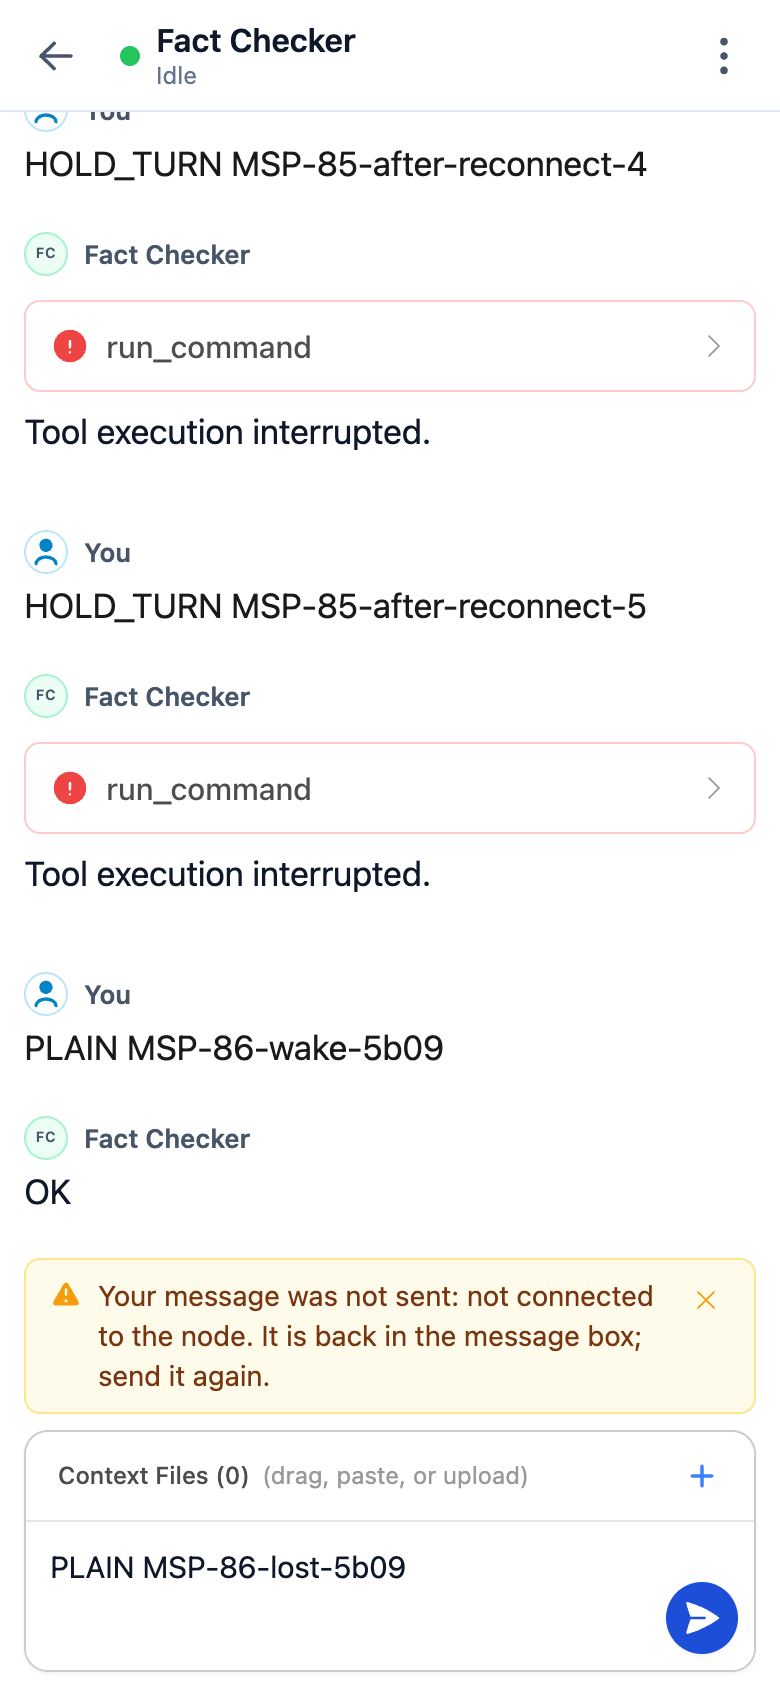 Fact Checker
Idle
You
HOLD_TURN MSP-85-after-reconnect-4
FC Fact Checker
run_command
Tool execution interrupted.
You
HOLD_TURN MSP-85-after-reconnect-5
FC Fact Checker
run_command
Tool execution interrupted.
You
PLAIN MSP-86-wake-5b09
FC Fact Checker
OK
Your message was not sent: not connected
to the node. It is back in the message box;
send it again.
Context Files (0) (drag, paste, or upload)
PLAIN MSP-86-lost-5b09